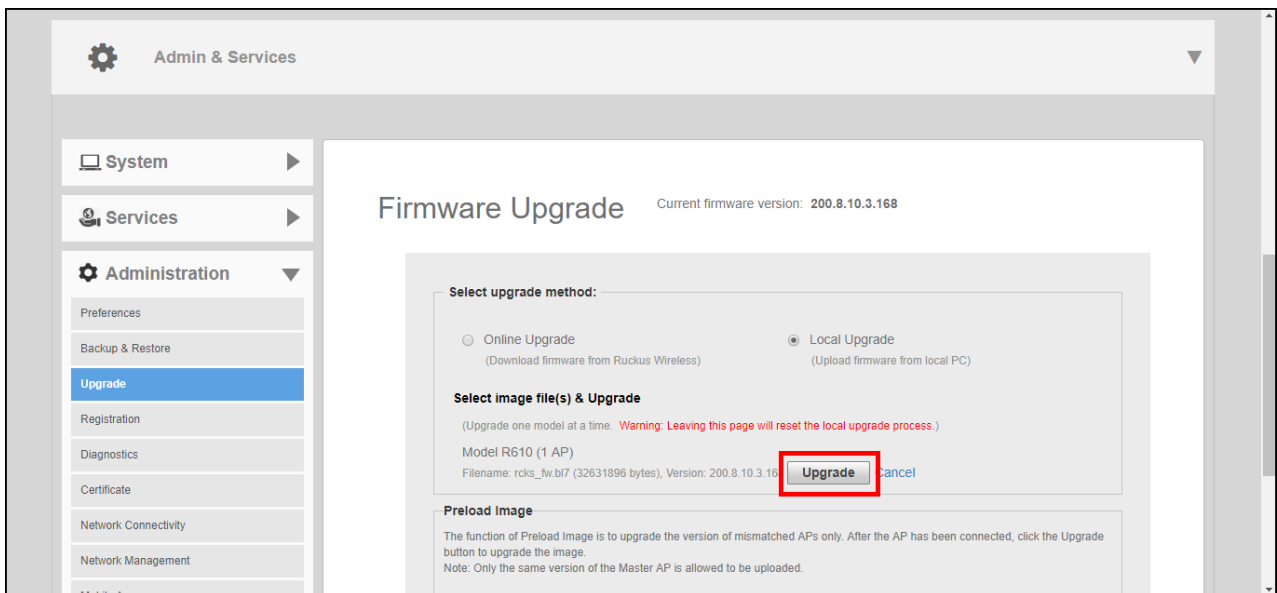 Admin & Services
System
Services
Administration
Preferences
Backup & Restore
Upgrade
Registration
Diagnostics
Certificate
Network Connectivity
Network Management
Firmware Upgrade
Current firmware version: 200.8.10.3.168
Select upgrade method:
Online Upgrade
(Download firmware from Ruckus Wireless)
Local Upgrade
(Upload firmware from local PC)
Select image file(s) & Upgrade
(Upgrade one model at a time. Warning: Leaving this page will reset the local upgrade process.)
Model R610 (1 AP)
Filename: rcks_fw.bl7 (32631896 bytes), Version: 200.8.10.3.16
Upgrade
Cancel
Preload Image
The function of Preload Image is to upgrade the version of mismatched APs only. After the AP has been connected, click the Upgrade
button to upgrade the image.
Note: Only the same version of the Master AP is allowed to be uploaded.